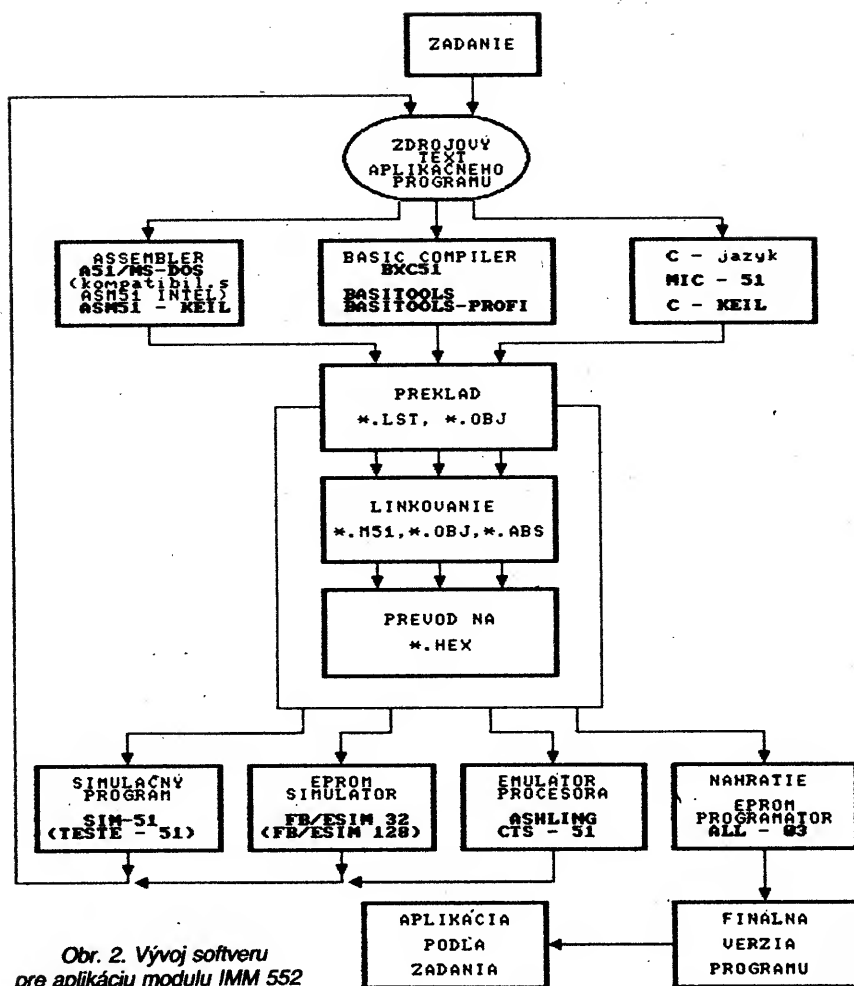 ZADANIE
ZDROJOVÝ
TEXT
APLIKAČNÉHO
PROGRAMU
ASSEMBLER
A51/MS-DOS
(kompatibil.s
ASM51 INTEL)
ASM51 - KEIL
BASIC COMPILER
BXC51
BASITOOLS
BASITOOLS-PROFI
C - jazyk
MIC - 51
C - KEIL
PREKLAD
*.LST, *.OBJ
LINKOVANIE
*.M51,*.OBJ,*.ABS
PREVOD NA
*.HEX
SIMULAČNÝ
PROGRAM
SIM-51
(TESTE - 51)
EPROM
SIMULATOR
FB/ESIM 32
(FB/ESIM 128)
EMULÁTOR
PROCESORA
ASHLING
CTS - 51
NAHRATIE
EPROM
PROGRAMATOR
ALL - 03
APLIKÁCIA
PODĽA
ZADANIA
FINÁLNA
VERZIA
PROGRAMU
Obr. 2. Vývoj softveru
pre aplikáciu modulu IMM 552